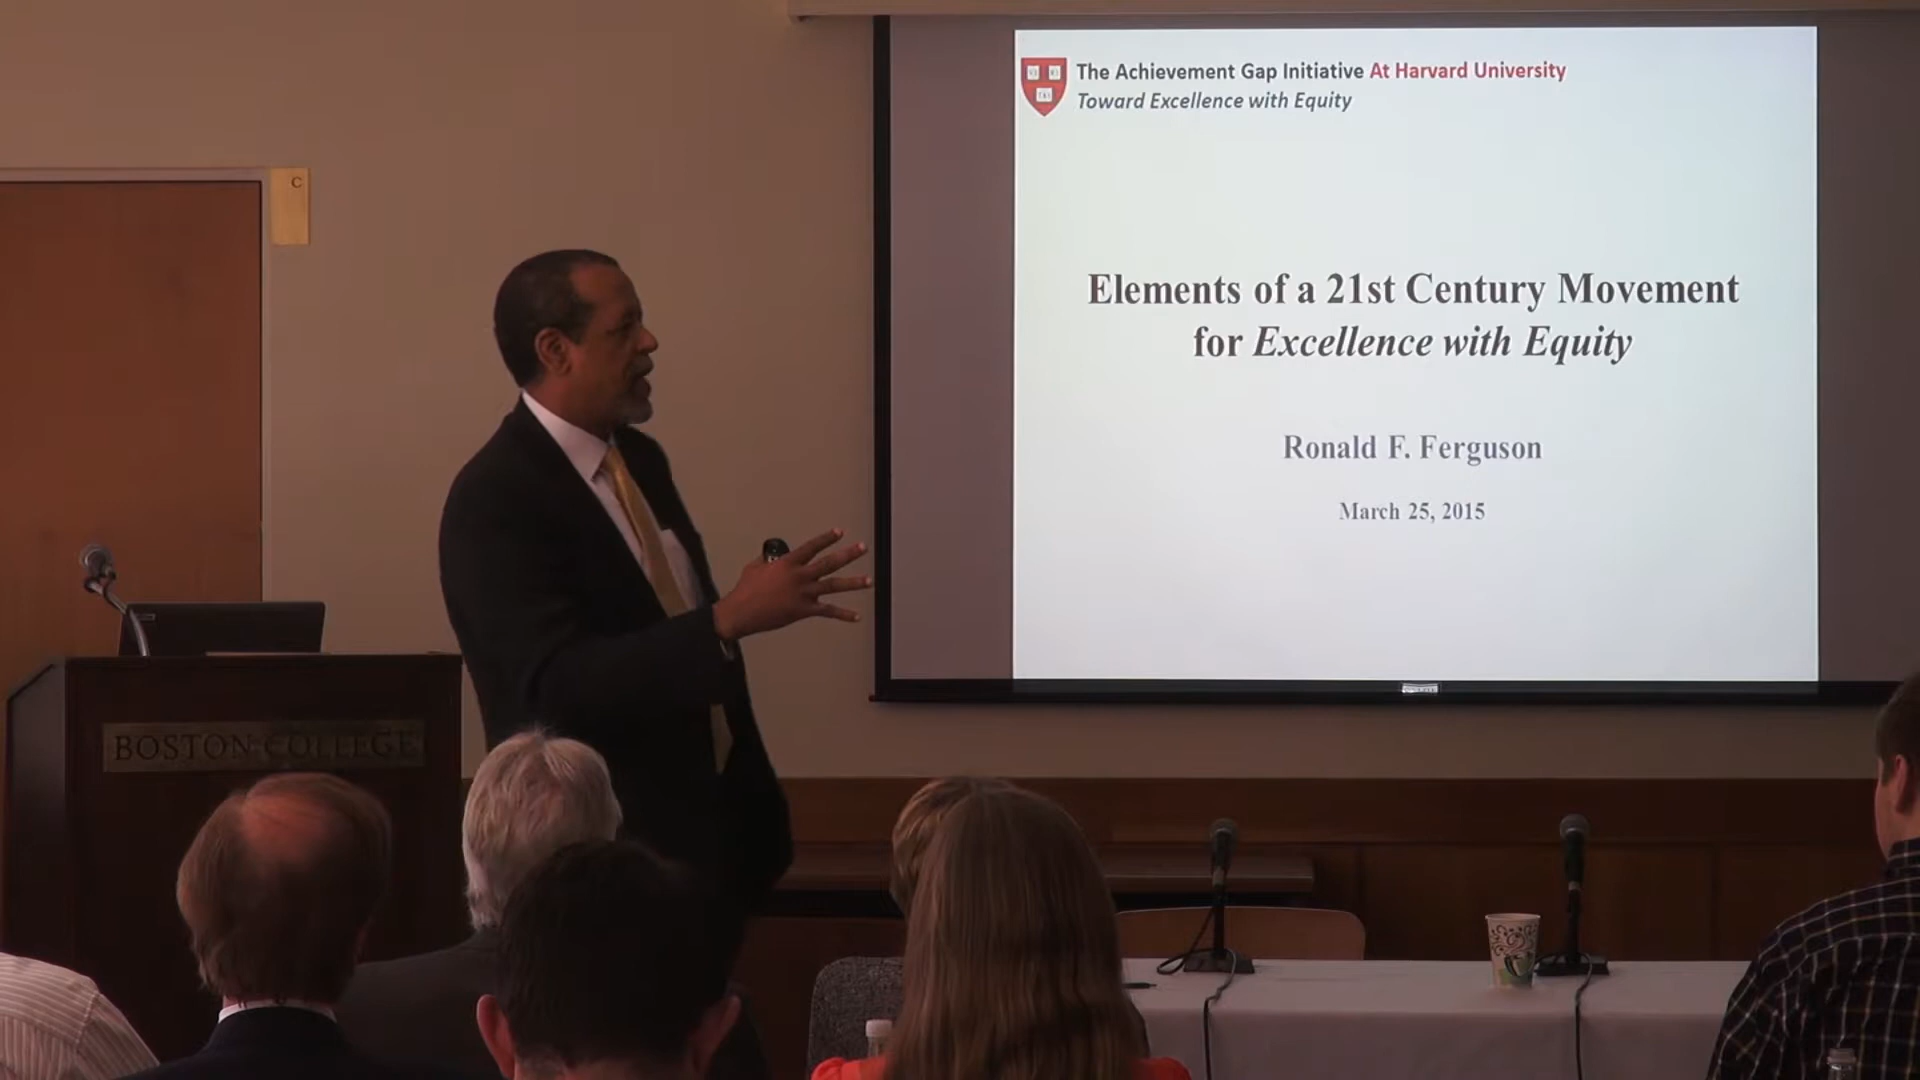 The Achievement Gap Initiative At Harvard University
Toward Excellence with Equity
Elements of a 21st Century Movement
for Excellence with Equity
Ronald F. Ferguson
March 25, 2015
C
BOSTON COLLEGE